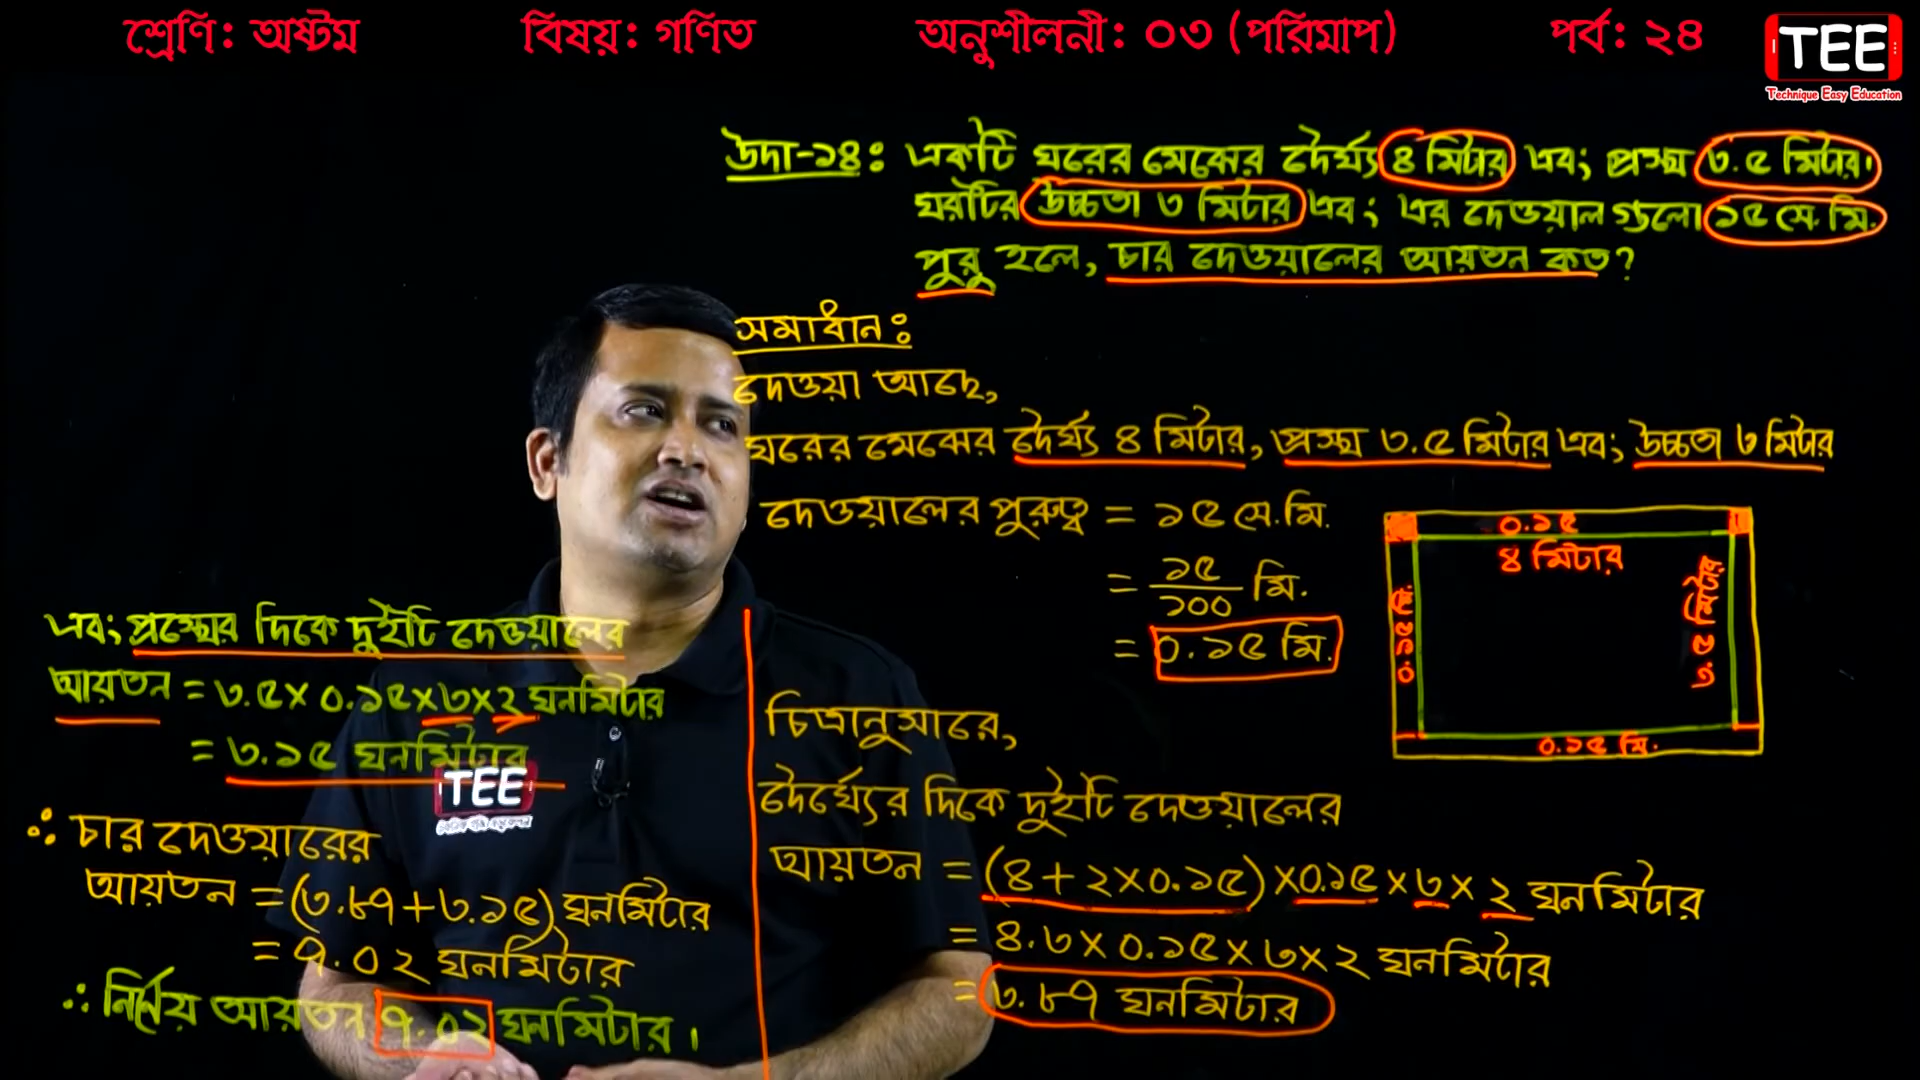 শ্রেণি: অষ্টম বিষয়: গণিত অনুশীলনী: ০৩ (পরিমাপ) পর্ব: ২৪
TEE
Technique Easy Education
উদা-১৪: একটি ঘরের মেঝের দৈর্ঘ্য ৪ মিটার এবং প্রস্থ ৩.৫ মিটার।
ঘরটির উচ্চতা ৩ মিটার এবং এর দেওয়াল গুলো ১৫ সে. মি.
পুরু হলে, চার দেওয়ালের আয়তন কত?
সমাধান:
দেওয়া আছে,
ঘরের মেঝের দৈর্ঘ্য ৪ মিটার, প্রস্থ ৩.৫ মিটার এবং উচ্চতা ৩ মিটার
দেওয়ালের পুরুত্ব = ১৫ সে. মি.
= ১৫/১০০ মি.
= ০.১৫ মি.
০.১৫
৪ মিটার
০.১৫ মি.
৩.৫ মিটার
০.১৫ মি.
চিত্রানুসারে,
দৈর্ঘ্যের দিকে দুইটি দেওয়ালের
আয়তন = (৪+২×০.১৫)×০.১৫×৩×২ ঘনমিটার
= ৪.৩×০.১৫×৩×২ ঘনমিটার
= ৩.৮৭ ঘনমিটার
এবং প্রস্থের দিকে দুইটি দেওয়ালের
আয়তন = ৩.৫×০.১৫×৩×২ ঘনমিটার
= ৩.১৫ ঘনমিটার
TEE
∴ চার দেওয়ারের
আয়তন = (৩.৮৭+৩.১৫) ঘনমিটার
= ৭.০২ ঘনমিটার
∴ নির্ণেয় আয়তন ৭.০২ ঘনমিটার।